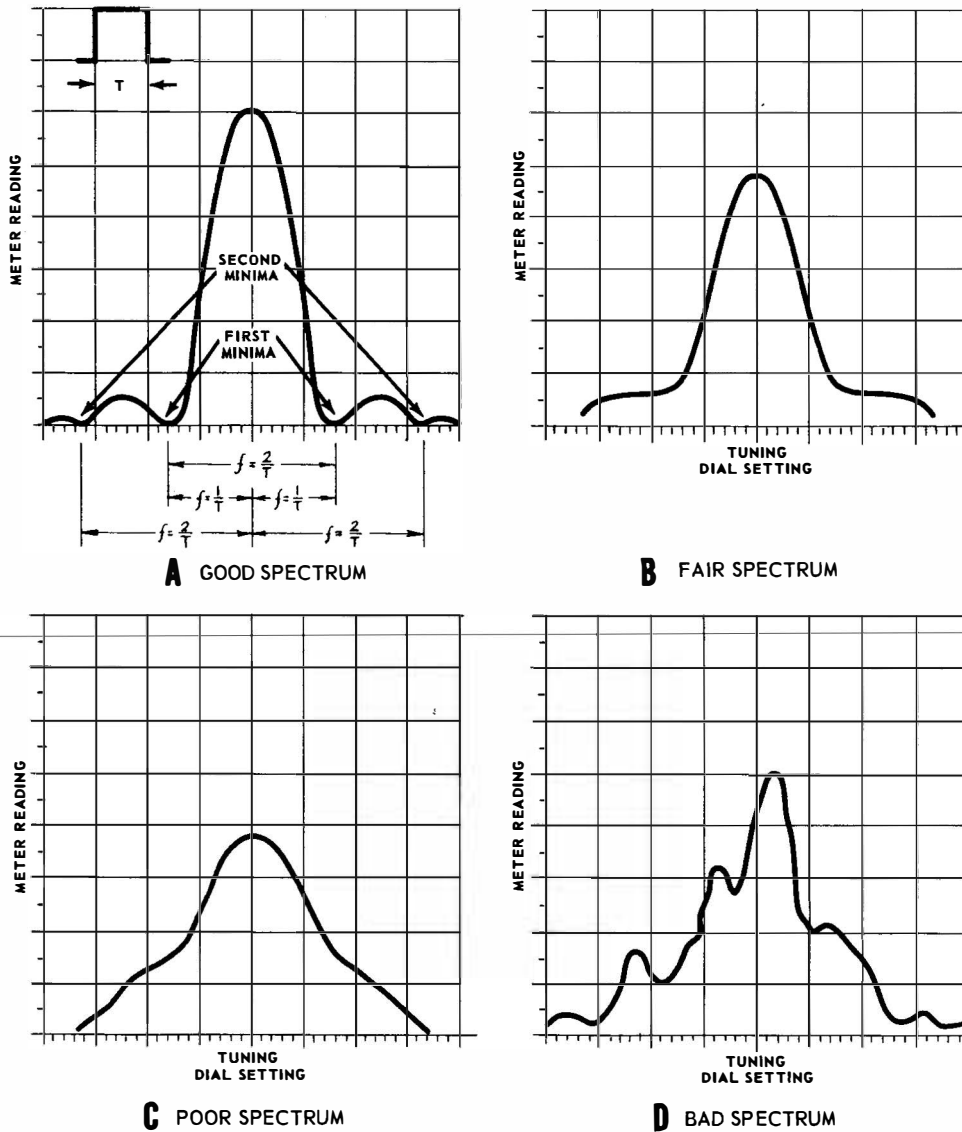 T
METER READING
SECOND
MINIMA
FIRST
MINIMA
f = 2/T
f = 1/T f = 1/T
f = 2/T f = 2/T
A GOOD SPECTRUM
METER READING
TUNING
DIAL SETTING
B FAIR SPECTRUM
METER READING
TUNING
DIAL SETTING
C POOR SPECTRUM
METER READING
TUNING
DIAL SETTING
D BAD SPECTRUM